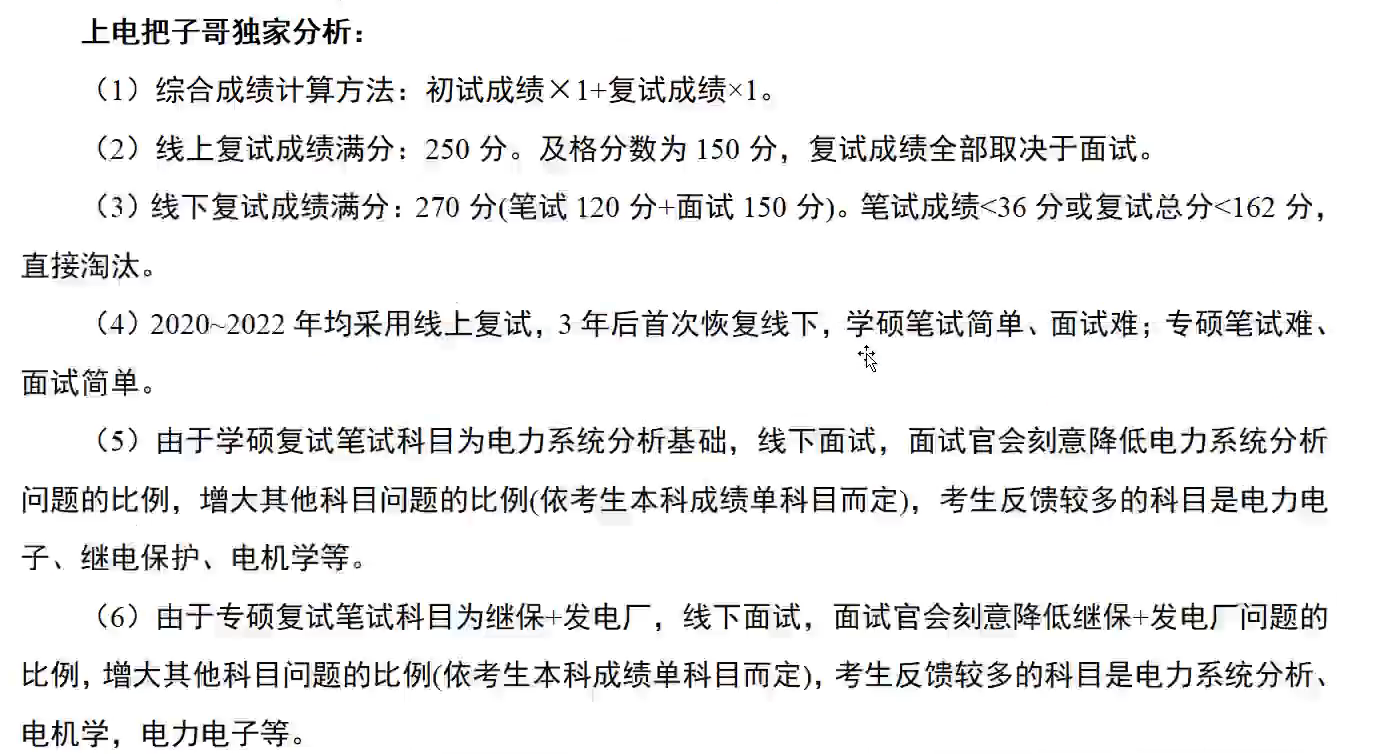 上电把子哥独家分析：
（1）综合成绩计算方法：初试成绩×1+复试成绩×1。
（2）线上复试成绩满分：250 分。及格分数为 150 分，复试成绩全部取决于面试。
（3）线下复试成绩满分：270 分(笔试 120 分+面试 150 分)。笔试成绩<36 分或复试总分<162 分，
直接淘汰。
（4）2020~2022 年均采用线上复试，3 年后首次恢复线下，学硕笔试简单、面试难；专硕笔试难、
面试简单。
（5）由于学硕复试笔试科目为电力系统分析基础，线下面试，面试官会刻意降低电力系统分析
问题的比例，增大其他科目问题的比例(依考生本科成绩单科目而定)，考生反馈较多的科目是电力电
子、继电保护、电机学等。
（6）由于专硕复试笔试科目为继保+发电厂，线下面试，面试官会刻意降低继保+发电厂问题的
比例，增大其他科目问题的比例(依考生本科成绩单科目而定)，考生反馈较多的科目是电力系统分析、
电机学，电力电子等。